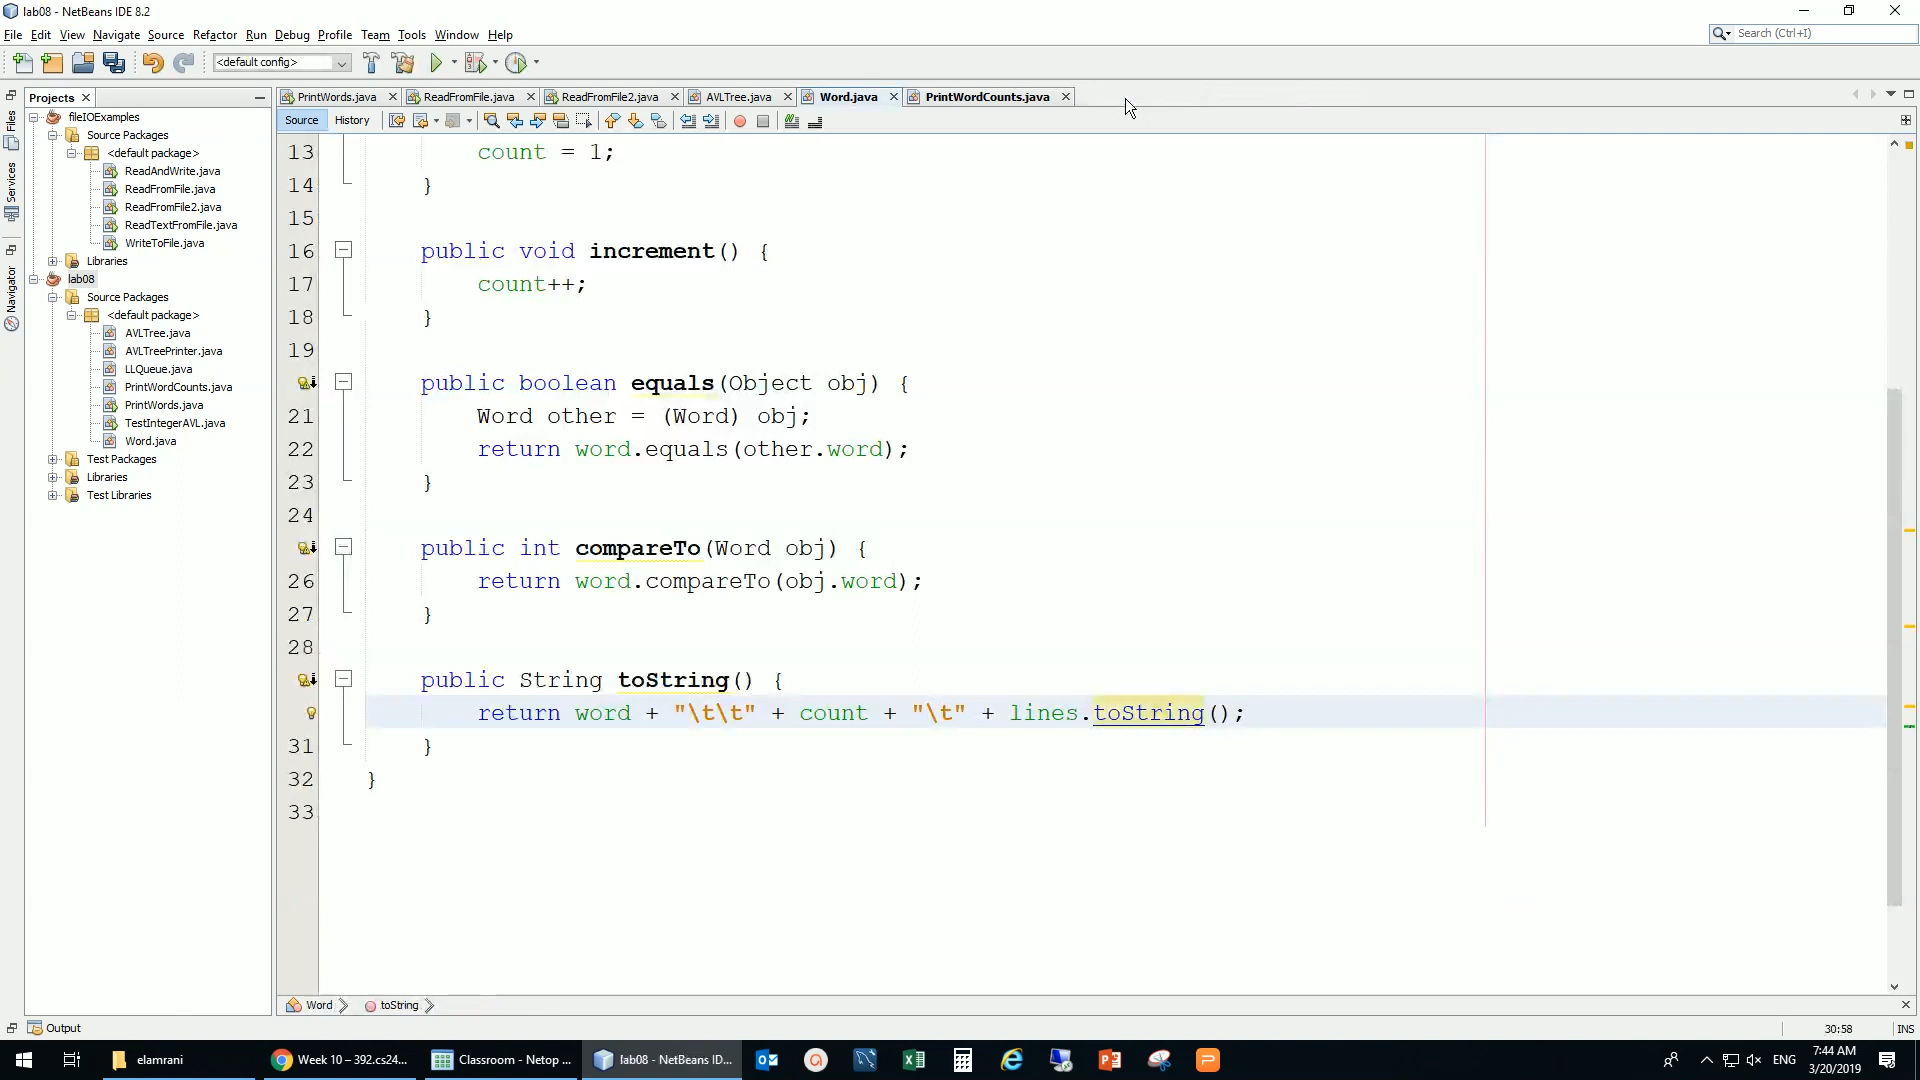 lab08 - NetBeans IDE 8.2
File Edit View Navigate Source Refactor Run Debug Profile Team Tools Window Help
Search (Ctrl+I)
<default config>
Projects
PrintWords.java ReadFromFile.java ReadFromFile2.java AVLTree.java Word.java PrintWordCounts.java
Source History
Files
Services
Navigator
fileIOExamples
Source Packages
<default package>
ReadAndWrite.java
ReadFromFile.java
ReadFromFile2.java
ReadTextFromFile.java
WriteToFile.java
Libraries
lab08
Source Packages
<default package>
AVLTree.java
AVLTreePrinter.java
LLQueue.java
PrintWordCounts.java
PrintWords.java
TestIntegerAVL.java
Word.java
Test Packages
Libraries
Test Libraries
13 count = 1;
14 }
15
16 public void increment() {
17 count++;
18 }
19
public boolean equals(Object obj) {
21 Word other = (Word) obj;
22 return word.equals(other.word);
23 }
24
public int compareTo(Word obj) {
26 return word.compareTo(obj.word);
27 }
28
public String toString() {
return word + "\t\t" + count + "\t" + lines.toString();
31 }
32 }
33
Word toString
Output
30:58 INS
elamrani
Week 10 – 392.cs24...
Classroom - Netop ...
lab08 - NetBeans ID...
ENG
7:44 AM
3/20/2019